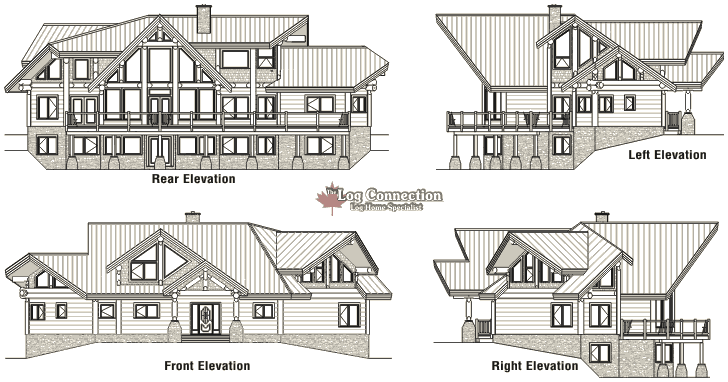 Rear Elevation
Left Elevation
The Log Connection
Log Home Specialist
Front Elevation
Right Elevation